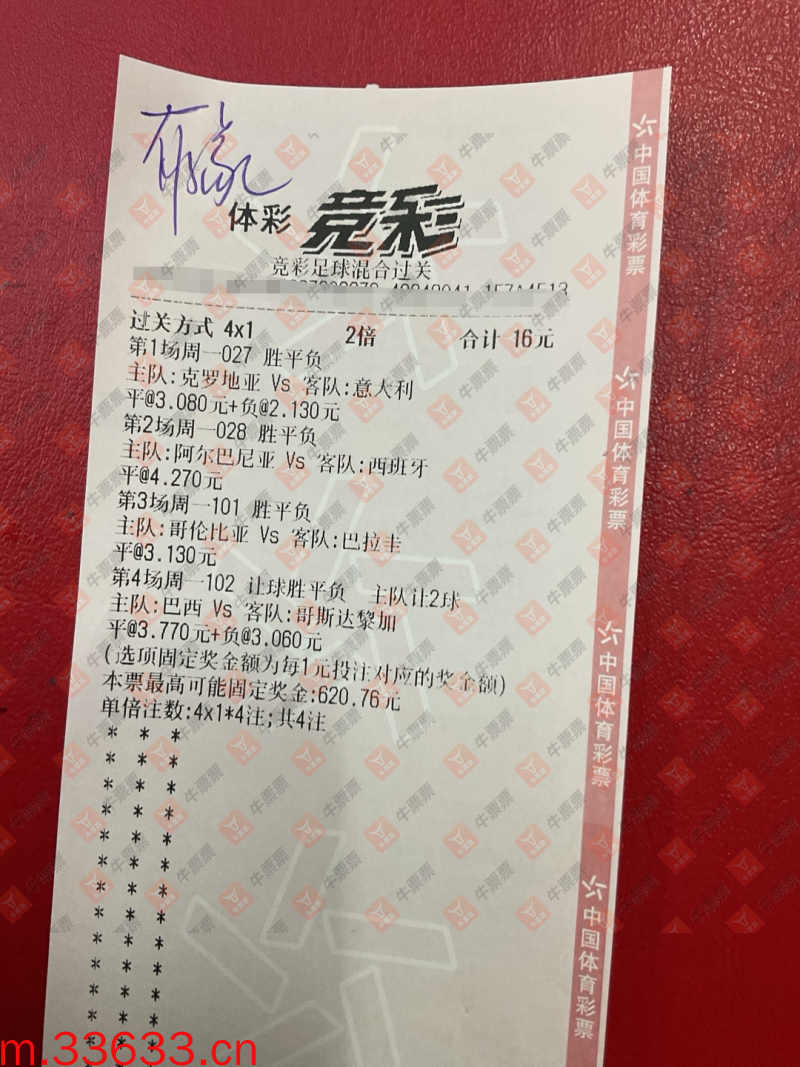 有赢
体彩 竞彩
竞彩足球混合过关
过关方式 4x1 2倍 合计 16元
第1场周一027 胜平负
主队:克罗地亚 Vs 客队:意大利
平@3.080元+负@2.130元
第2场周一028 胜平负
主队:阿尔巴尼亚 Vs 客队:西班牙
平@4.270元
第3场周一101 胜平负
主队:哥伦比亚 Vs 客队:巴拉圭
平@3.130元
第4场周一102 让球胜平负 主队让2球
主队:巴西 Vs 客队:哥斯达黎加
平@3.770元+负@3.060元
(选项固定奖金额为每1元投注对应的奖金额)
本票最高可能固定奖金:620.76元
单倍注数:4x1*4注;共4注
中国体育彩票
中国体育彩票
中国体育彩票
中国体育彩票
牛票票
m.33633.cn